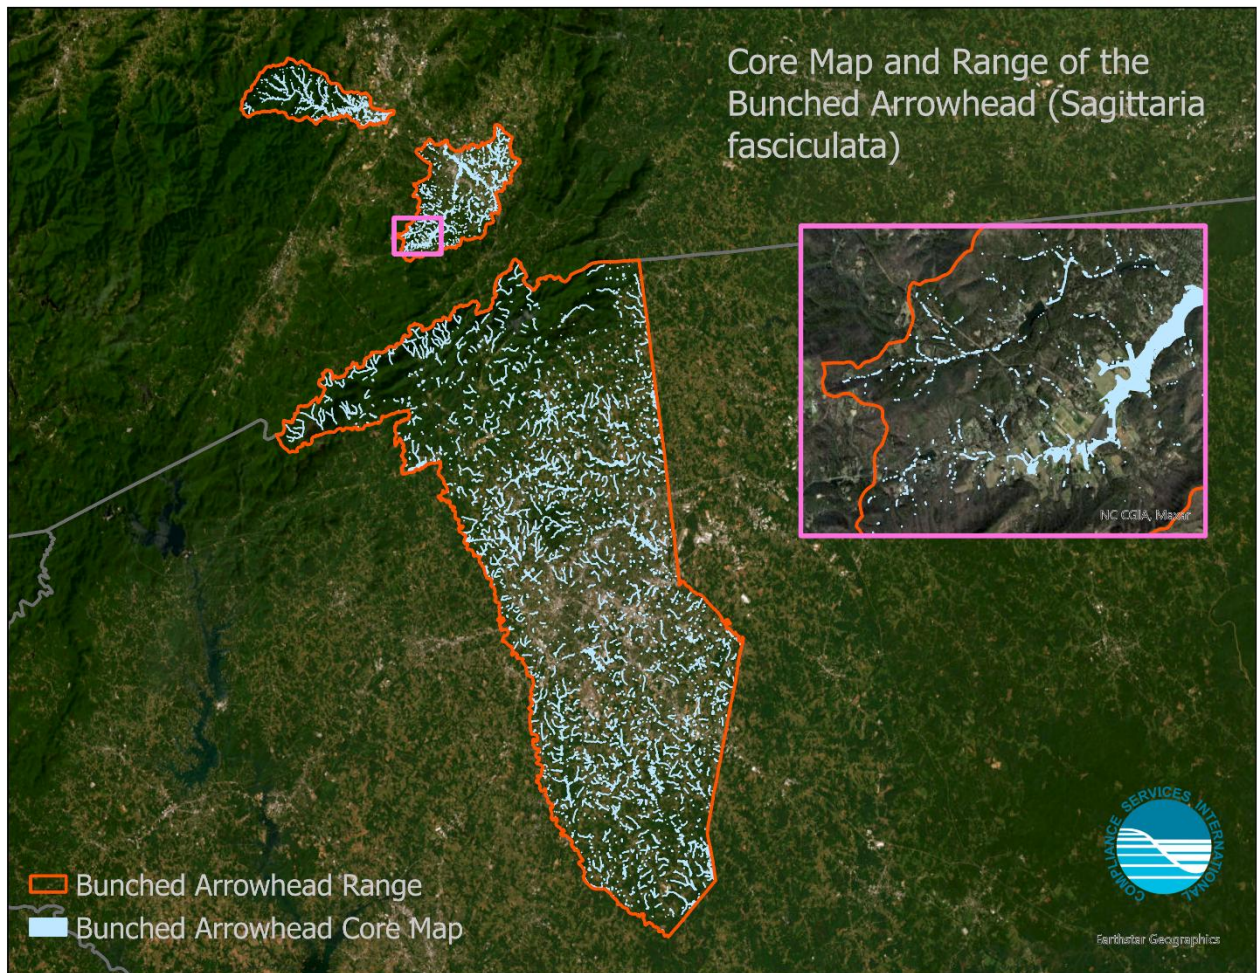 Core Map and Range of the
Bunched Arrowhead (Sagittaria
fasciculata)
NC CGIA, Maxar
Bunched Arrowhead Range
Bunched Arrowhead Core Map
COMPLIANCE SERVICES INTERNATIONAL
Earthstar Geographics